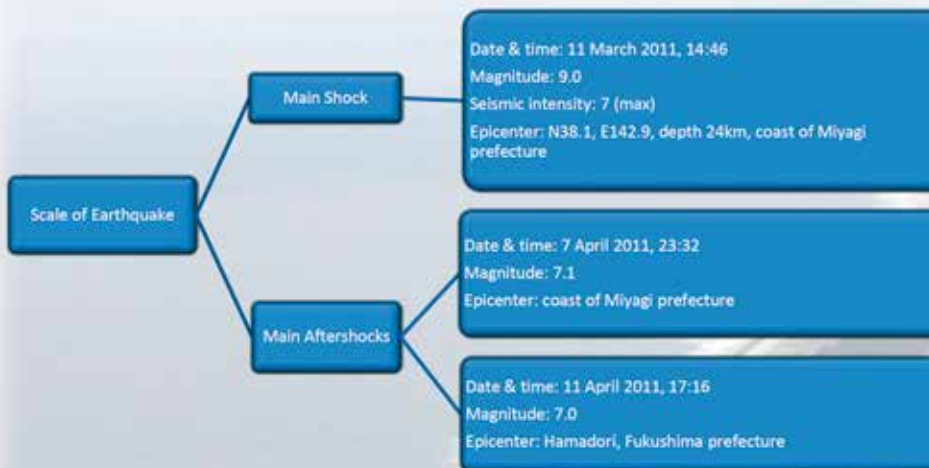 Scale of Earthquake
Main Shock
Date & time: 11 March 2011, 14:46
Magnitude: 9.0
Seismic intensity: 7 (max)
Epicenter: N38.1, E142.9, depth 24km, coast of Miyagi
prefecture
Main Aftershocks
Date & time: 7 April 2011, 23:32
Magnitude: 7.1
Epicenter: coast of Miyagi prefecture
Date & time: 11 April 2011, 17:16
Magnitude: 7.0
Epicenter: Hamadori, Fukushima prefecture